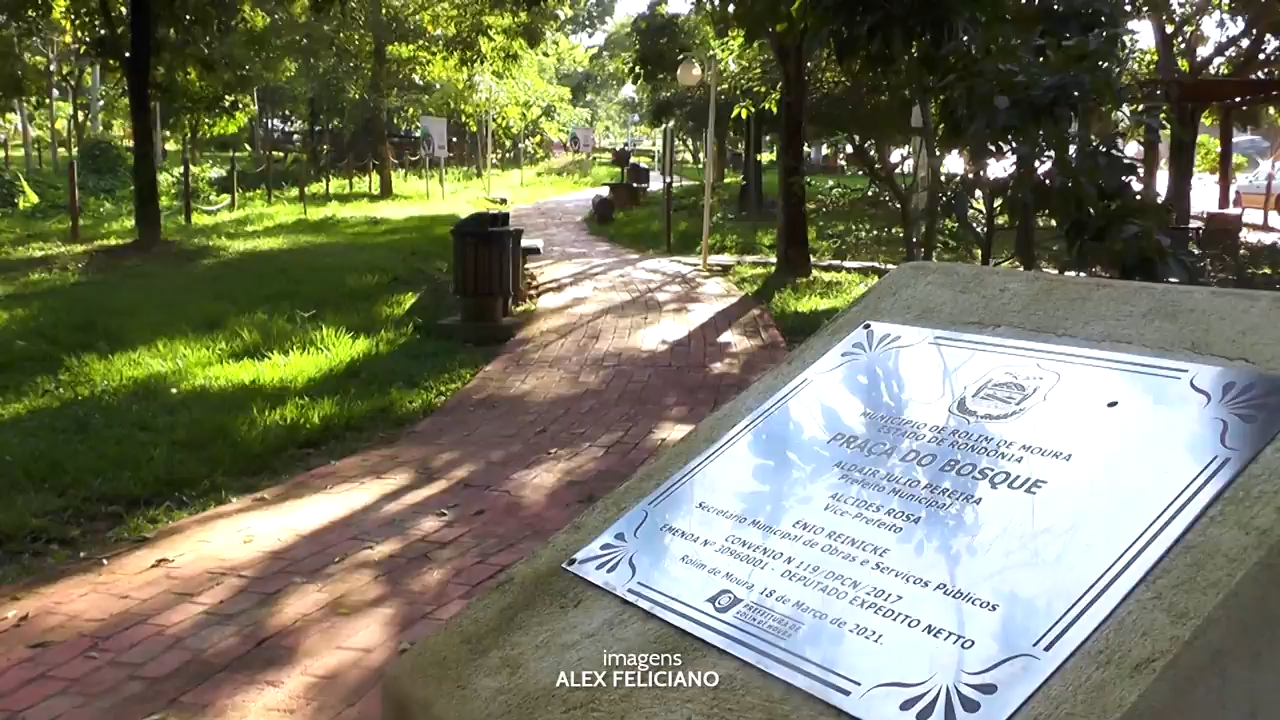 MUNICÍPIO DE ROLIM DE MOURA
ESTADO DE RONDÔNIA
PRAÇA DO BOSQUE
ALDAIR JULIO PEREIRA
Prefeito Municipal
ALCIDES ROSA
Vice-Prefeito
ENIO REINICKE
Secretário Municipal de Obras e Serviços Públicos
CONVÊNIO N 119/DPCN/2017
EMENDA Nº 30960001 - DEPUTADO EXPEDITO NETTO
Rolim de Moura, 18 de Março de 2021.
PREFEITURA DE
ROLIM DE MOURA
imagens
ALEX FELICIANO